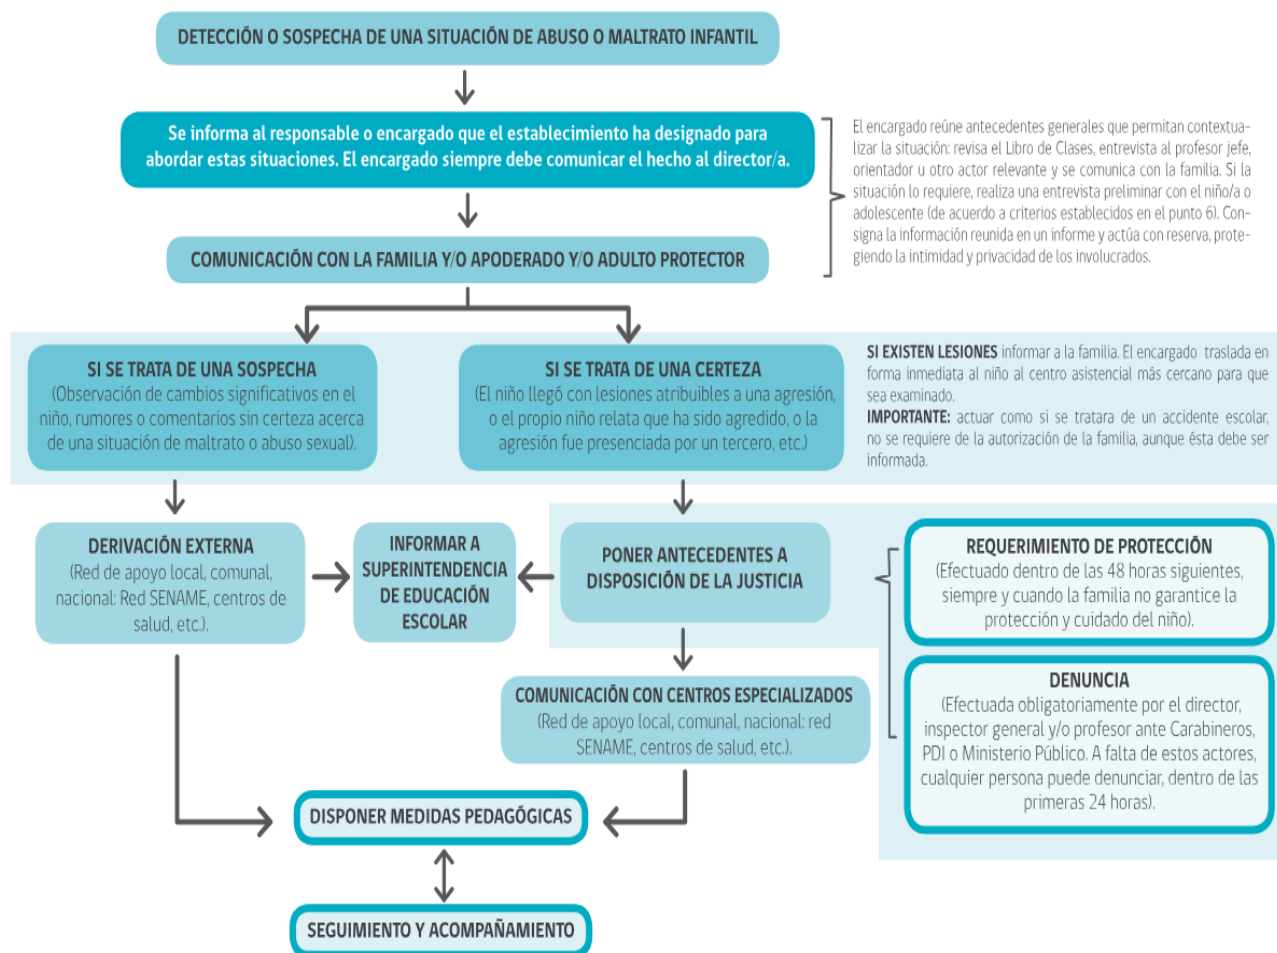 DETECCIÓN O SOSPECHA DE UNA SITUACIÓN DE ABUSO O MALTRATO INFANTIL
Se informa al responsable o encargado que el establecimiento ha designado para
abordar estas situaciones. El encargado siempre debe comunicar el hecho al director/a.
El encargado reúne antecedentes generales que permitan contextua-
lizar la situación: revisa el Libro de Clases, entrevista al profesor jefe,
orientador u otro actor relevante y se comunica con la familia. Si la
situación lo requiere, realiza una entrevista preliminar con el niño/a o
adolescente (de acuerdo a criterios establecidos en el punto 6). Con-
signa la información reunida en un informe y actúa con reserva, prote-
giendo la intimidad y privacidad de los involucrados.
COMUNICACIÓN CON LA FAMILIA Y/O APODERADO Y/O ADULTO PROTECTOR
SI SE TRATA DE UNA SOSPECHA
(Observación de cambios significativos en el
niño, rumores o comentarios sin certeza acerca
de una situación de maltrato o abuso sexual).
SI SE TRATA DE UNA CERTEZA
(El niño llegó con lesiones atribuibles a una agresión,
o el propio niño relata que ha sido agredido, o la
agresión fue presenciada por un tercero, etc.)
SI EXISTEN LESIONES informar a la familia. El encargado traslada en
forma inmediata al niño al centro asistencial más cercano para que
sea examinado.
IMPORTANTE: actuar como si se tratara de un accidente escolar,
no se requiere de la autorización de la familia, aunque ésta debe ser
informada.
DERIVACIÓN EXTERNA
(Red de apoyo local, comunal,
nacional: Red SENAME, centros de
salud, etc.).
INFORMAR A
SUPERINTENDENCIA
DE EDUCACIÓN
ESCOLAR
PONER ANTECEDENTES A
DISPOSICIÓN DE LA JUSTICIA
REQUERIMIENTO DE PROTECCIÓN
(Efectuado dentro de las 48 horas siguientes,
siempre y cuando la familia no garantice la
protección y cuidado del niño).
DENUNCIA
(Efectuada obligatoriamente por el director,
inspector general y/o profesor ante Carabineros,
PDI o Ministerio Público. A falta de estos actores,
cualquier persona puede denunciar, dentro de las
primeras 24 horas).
COMUNICACIÓN CON CENTROS ESPECIALIZADOS
(Red de apoyo local, comunal, nacional: red
SENAME, centros de salud, etc.).
DISPONER MEDIDAS PEDAGÓGICAS
SEGUIMIENTO Y ACOMPAÑAMIENTO